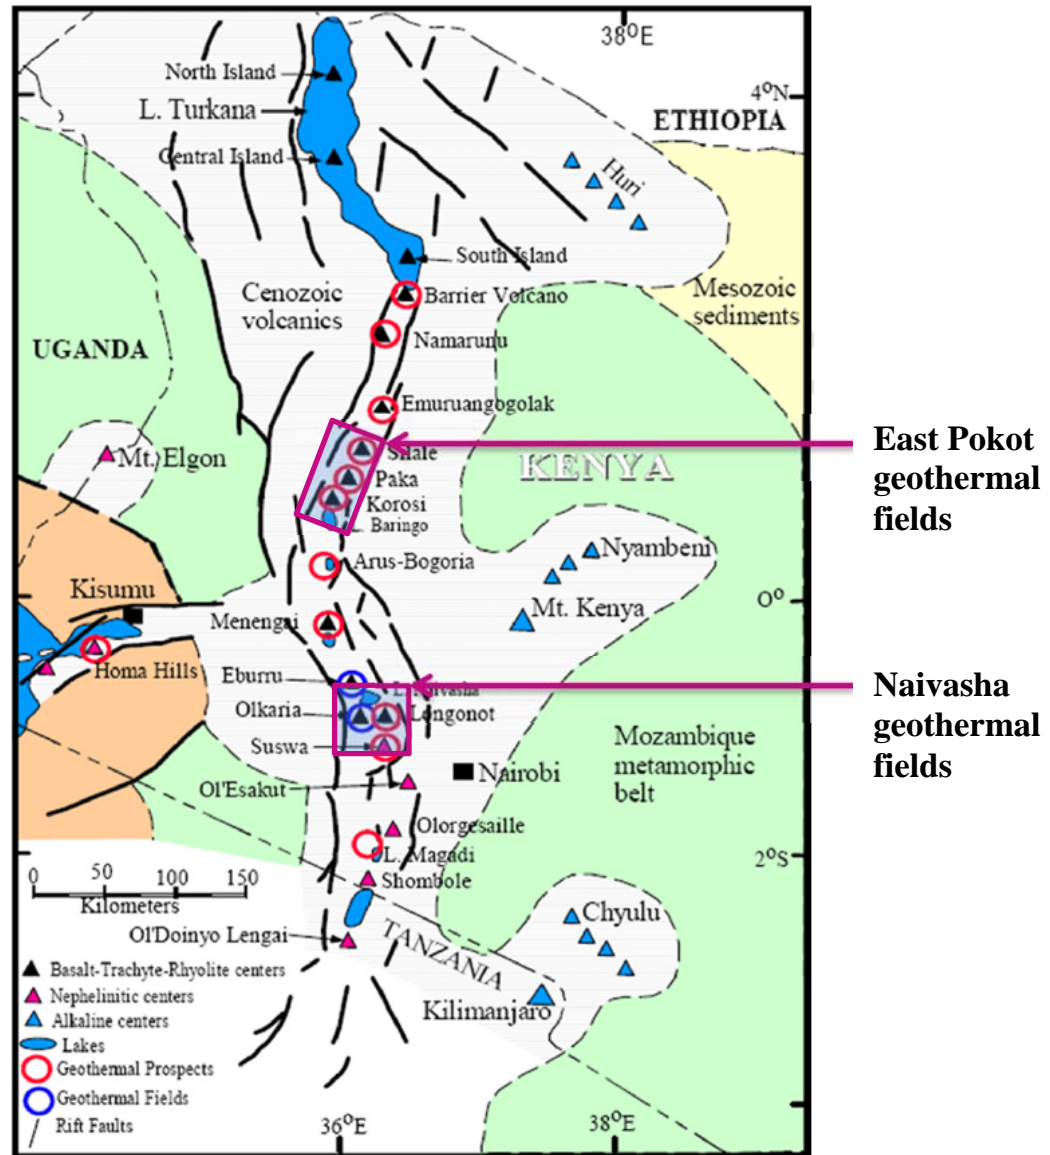 38°E
North Island
4°N
L. Turkana
ETHIOPIA
Central Island
Huri
South Island
Cenozoic
volcanics
Barrier Volcano
Mesozoic
sediments
UGANDA
Namarunu
Emuruangogolak
East Pokot
geothermal
fields
Mt. Elgon
Silale
KENYA
Paka
Korosi
L. Baringo
Arus-Bogoria
Nyambeni
Kisumu
Mt. Kenya
0°
Menengai
Homa Hills
Eburru
L. Naivasha
Naivasha
geothermal
fields
Olkaria
Longonot
Suswa
Mozambique
metamorphic
belt
Nairobi
Ol'Esakut
Olorgesaille
L. Magadi
2°S
0 50 100 150
Kilometers
Shombole
Chyulu
Ol'Doinyo Lengai
TANZANIA
Kilimanjaro
Basalt-Trachyte-Rhyolite centers
Nephelinitic centers
Alkaline centers
Lakes
Geothermal Prospects
Geothermal Fields
Rift Faults
36°E
38°E